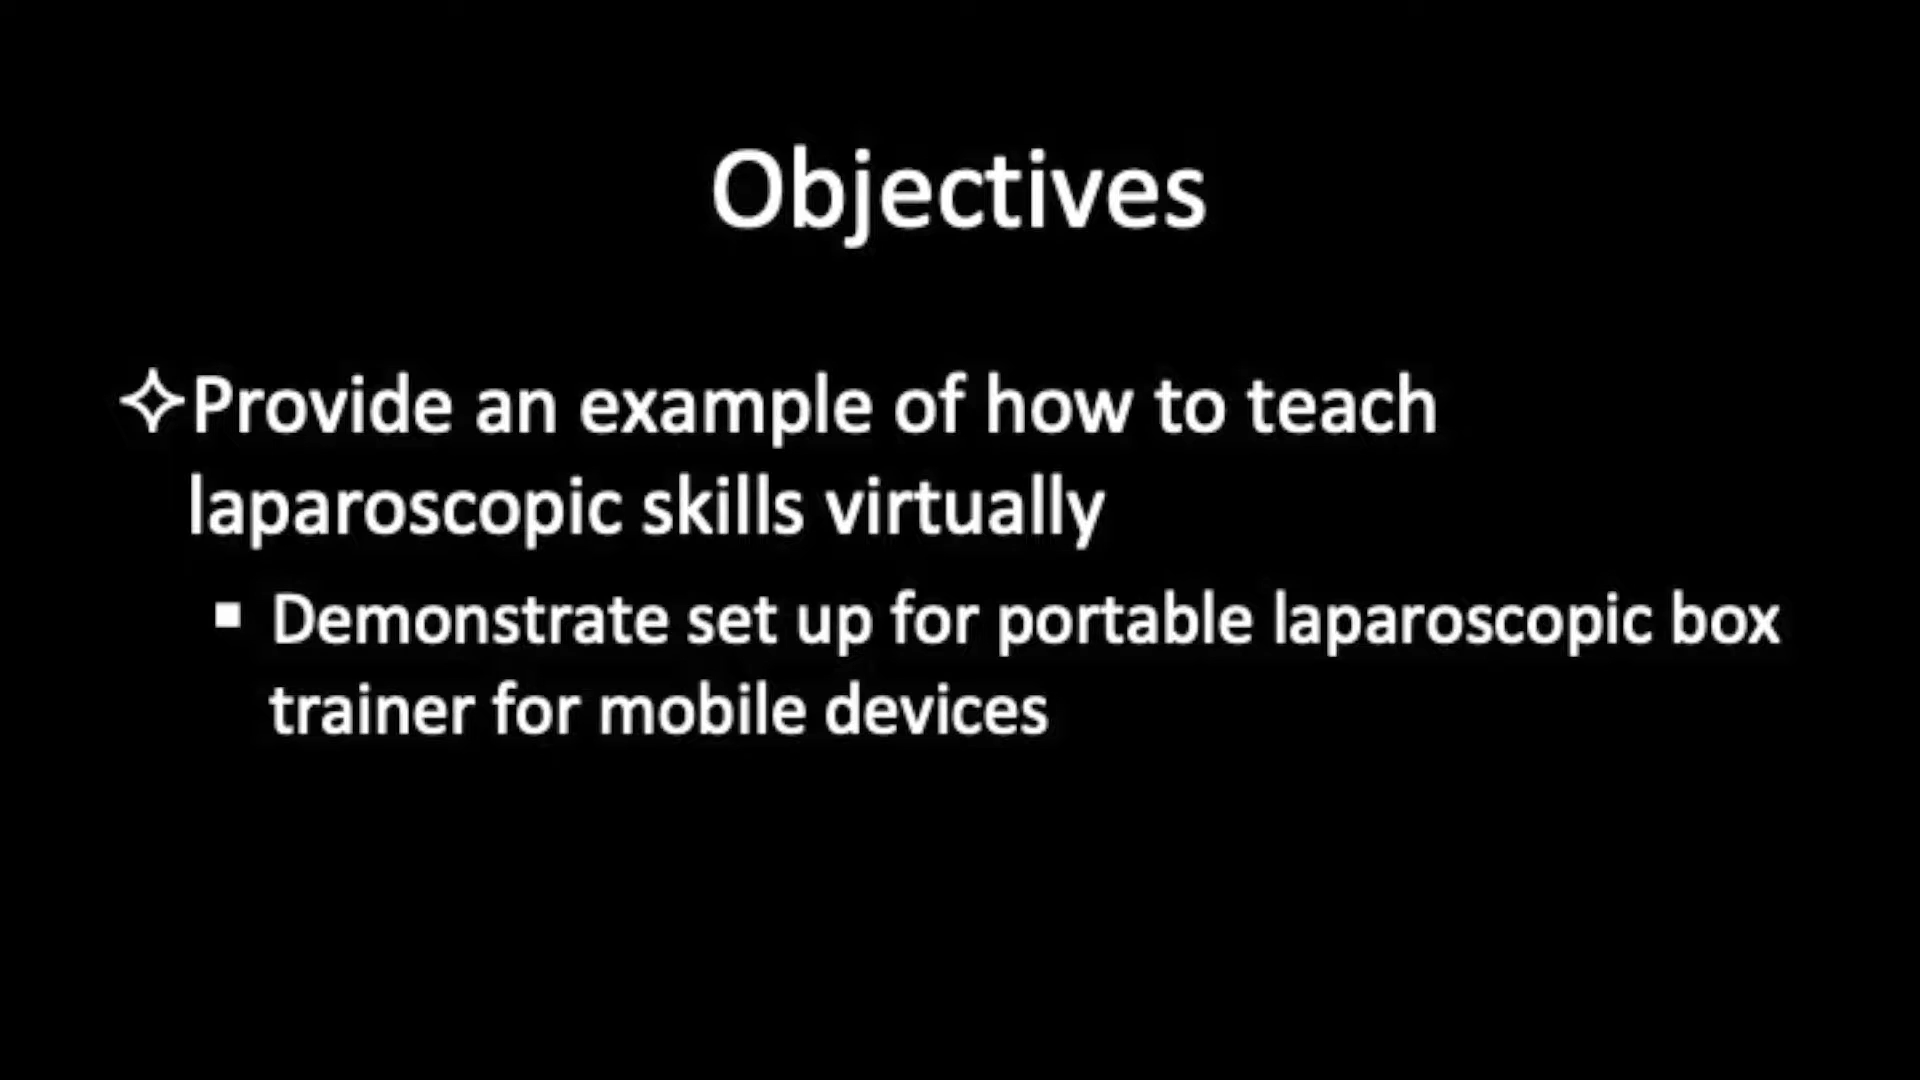 Objectives
✧Provide an example of how to teach
laparoscopic skills virtually
▪ Demonstrate set up for portable laparoscopic box
trainer for mobile devices